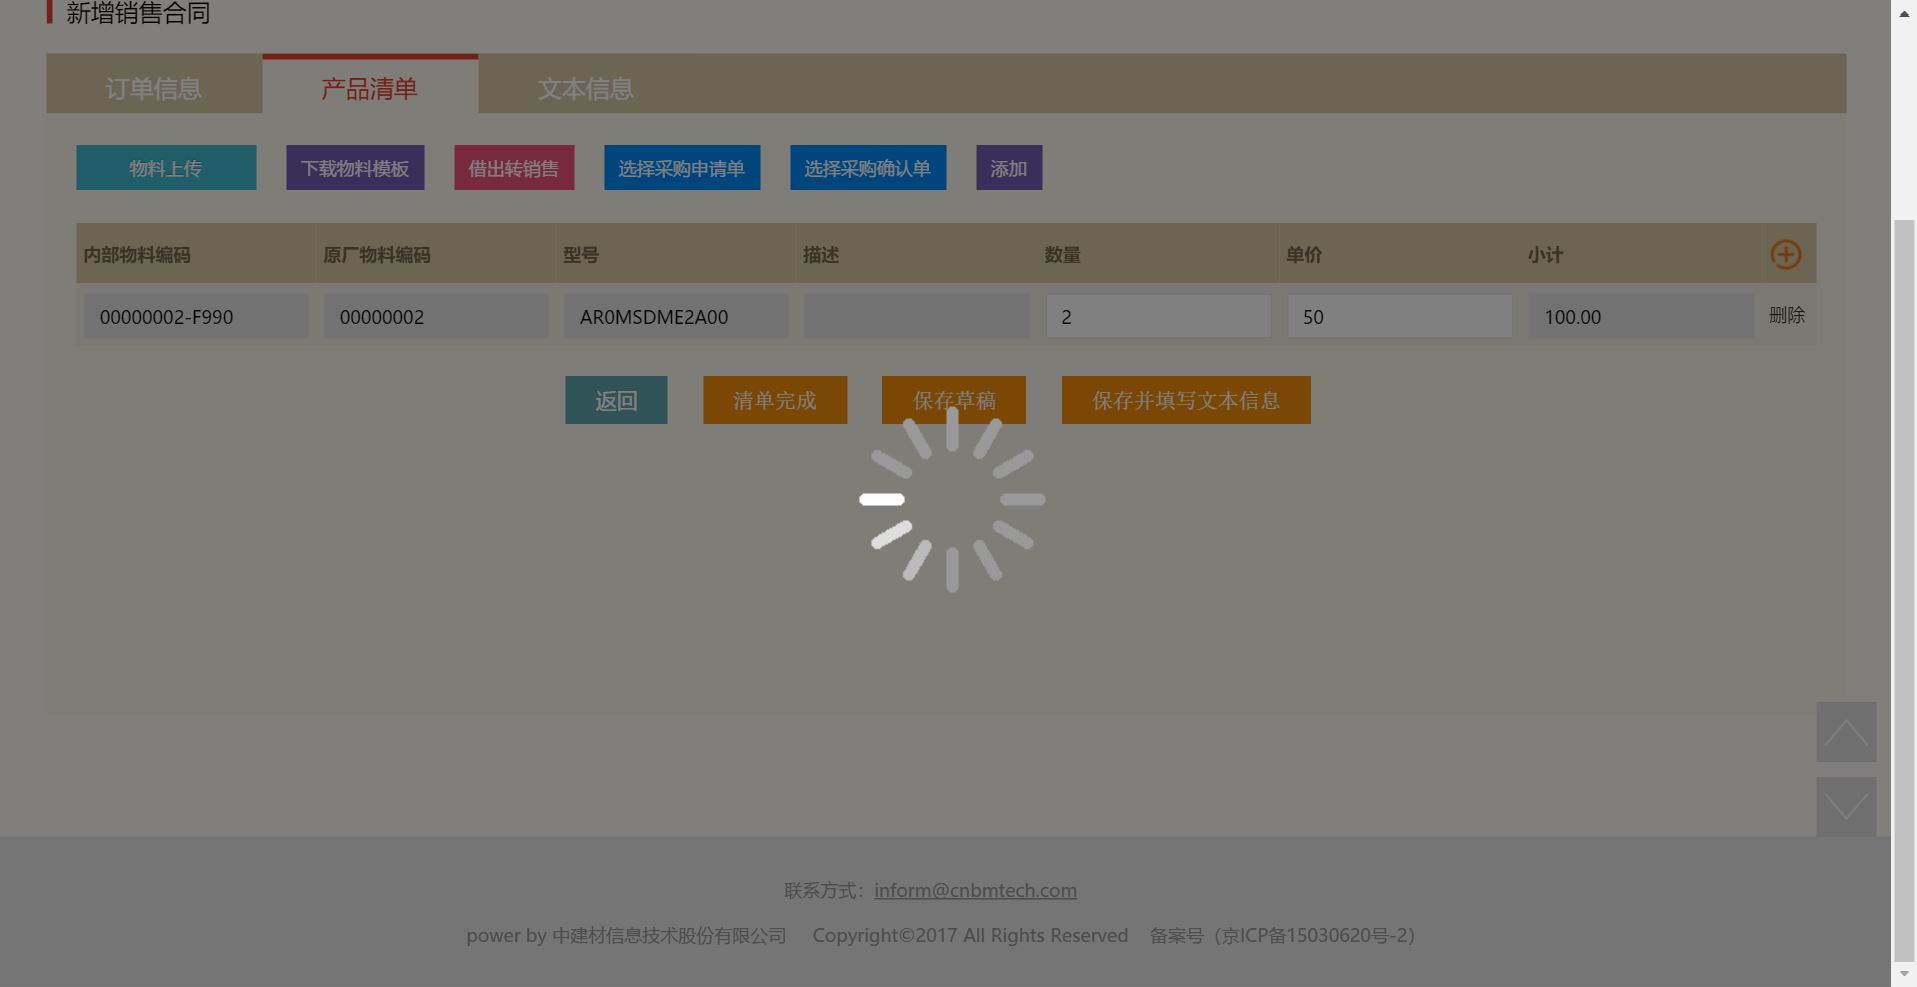 新增销售合同
订单信息 产品清单 文本信息
物料上传 下载物料模板 借出转销售 选择采购申请单 选择采购确认单 添加
内部物料编码 原厂物料编码 型号 描述 数量 单价 小计
00000002-F990 00000002 AR0MSDME2A00 2 50 100.00 删除
返回 清单完成 保存草稿 保存并填写文本信息
联系方式：inform@cnbmtech.com
power by 中建材信息技术股份有限公司 Copyright©2017 All Rights Reserved 备案号（京ICP备15030620号-2）